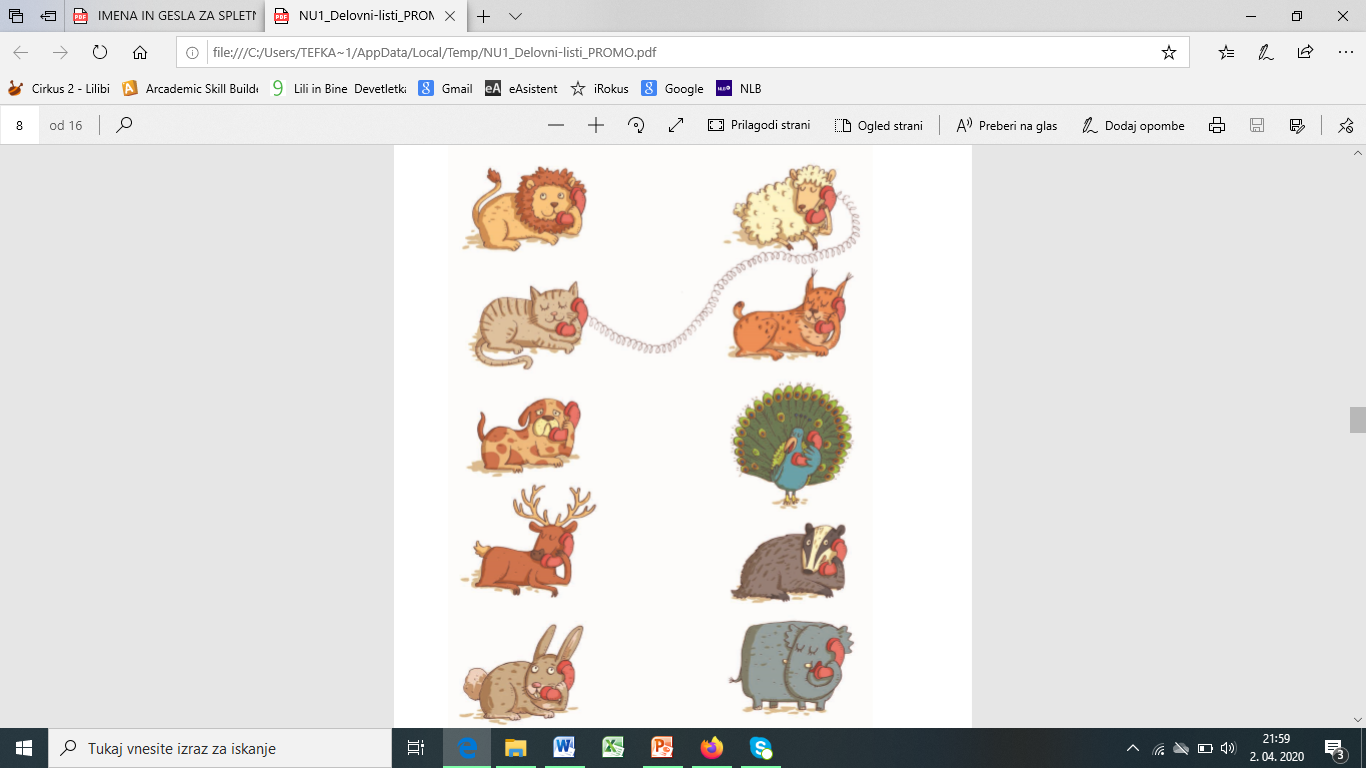 IMENA IN GESLA ZA SPLETN
NU1_Delovni-listi_PROM
file:///C:/Users/TEFKA~1/AppData/Local/Temp/NU1_Delovni-listi_PROMO.pdf
Cirkus 2 - Lilibi Arcademic Skill Builde Lili in Bine Devetletka Gmail eAsistent iRokus Google NLB
8 od 16 Prilagodi strani Ogled strani Preberi na glas Dodaj opombe
Tukaj vnesite izraz za iskanje
21:59
2. 04. 2020
3